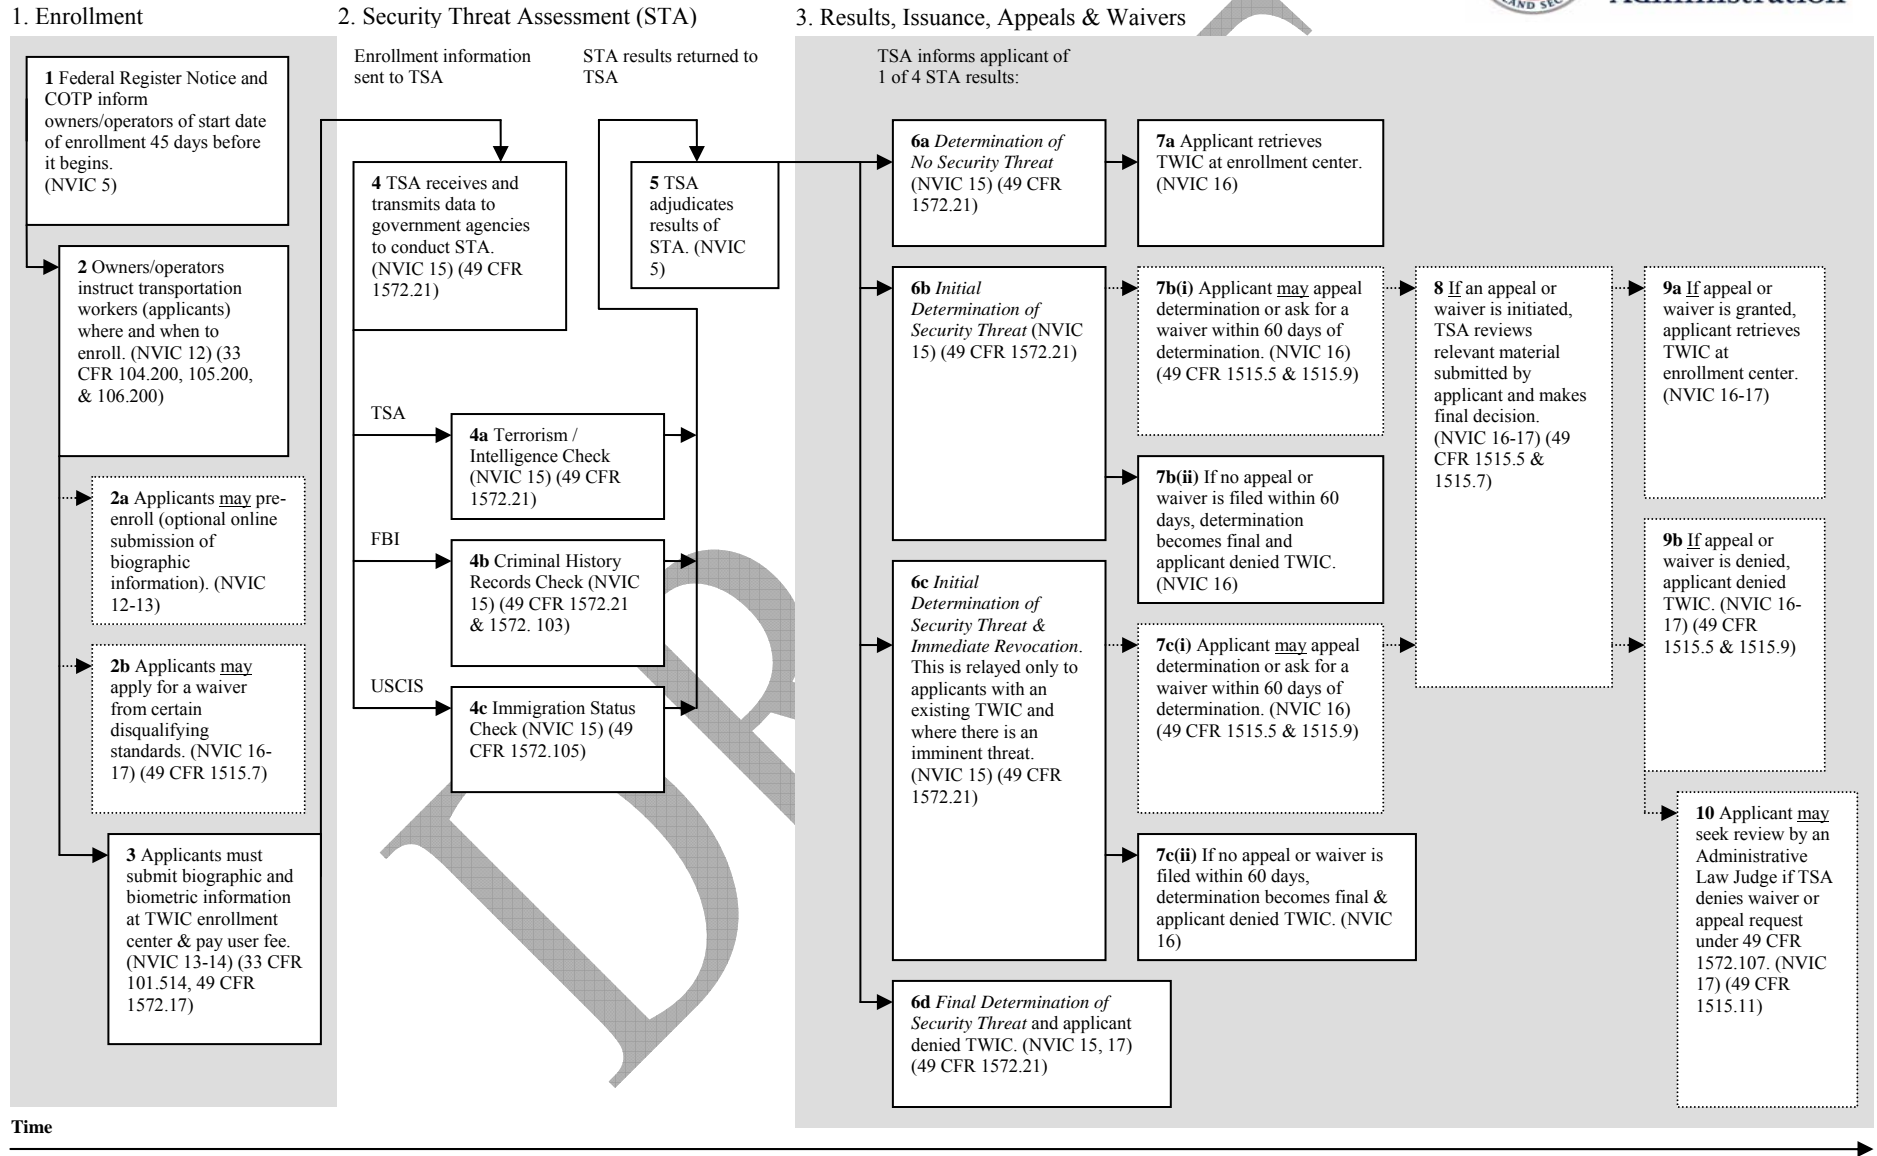 1. Enrollment
2. Security Threat Assessment (STA)
3. Results, Issuance, Appeals & Waivers
Administration
AND SEC
Enrollment information
sent to TSA
STA results returned to
TSA
TSA informs applicant of
1 of 4 STA results:
1 Federal Register Notice and
COTP inform
owners/operators of start date
of enrollment 45 days before
it begins.
(NVIC 5)
2 Owners/operators
instruct transportation
workers (applicants)
where and when to
enroll. (NVIC 12) (33
CFR 104.200, 105.200,
& 106.200)
2a Applicants may pre-
enroll (optional online
submission of
biographic
information). (NVIC
12-13)
2b Applicants may
apply for a waiver
from certain
disqualifying
standards. (NVIC 16-
17) (49 CFR 1515.7)
3 Applicants must
submit biographic and
biometric information
at TWIC enrollment
center & pay user fee.
(NVIC 13-14) (33 CFR
101.514, 49 CFR
1572.17)
4 TSA receives and
transmits data to
government agencies
to conduct STA.
(NVIC 15) (49 CFR
1572.21)
TSA
4a Terrorism /
Intelligence Check
(NVIC 15) (49 CFR
1572.21)
FBI
4b Criminal History
Records Check (NVIC
15) (49 CFR 1572.21
& 1572. 103)
USCIS
4c Immigration Status
Check (NVIC 15) (49
CFR 1572.105)
5 TSA
adjudicates
results of
STA. (NVIC
5)
6a Determination of
No Security Threat
(NVIC 15) (49 CFR
1572.21)
7a Applicant retrieves
TWIC at enrollment center.
(NVIC 16)
6b Initial
Determination of
Security Threat (NVIC
15) (49 CFR 1572.21)
7b(i) Applicant may appeal
determination or ask for a
waiver within 60 days of
determination. (NVIC 16)
(49 CFR 1515.5 & 1515.9)
7b(ii) If no appeal or
waiver is filed within 60
days, determination
becomes final and
applicant denied TWIC.
(NVIC 16)
6c Initial
Determination of
Security Threat &
Immediate Revocation.
This is relayed only to
applicants with an
existing TWIC and
where there is an
imminent threat.
(NVIC 15) (49 CFR
1572.21)
7c(i) Applicant may appeal
determination or ask for a
waiver within 60 days of
determination. (NVIC 16)
(49 CFR 1515.5 & 1515.9)
7c(ii) If no appeal or waiver is
filed within 60 days,
determination becomes final &
applicant denied TWIC. (NVIC
16)
6d Final Determination of
Security Threat and applicant
denied TWIC. (NVIC 15, 17)
(49 CFR 1572.21)
8 If an appeal or
waiver is initiated,
TSA reviews
relevant material
submitted by
applicant and makes
final decision.
(NVIC 16-17) (49
CFR 1515.5 &
1515.7)
9a If appeal or
waiver is granted,
applicant retrieves
TWIC at
enrollment center.
(NVIC 16-17)
9b If appeal or
waiver is denied,
applicant denied
TWIC. (NVIC 16-
17) (49 CFR
1515.5 & 1515.9)
10 Applicant may
seek review by an
Administrative
Law Judge if TSA
denies waiver or
appeal request
under 49 CFR
1572.107. (NVIC
17) (49 CFR
1515.11)
Time